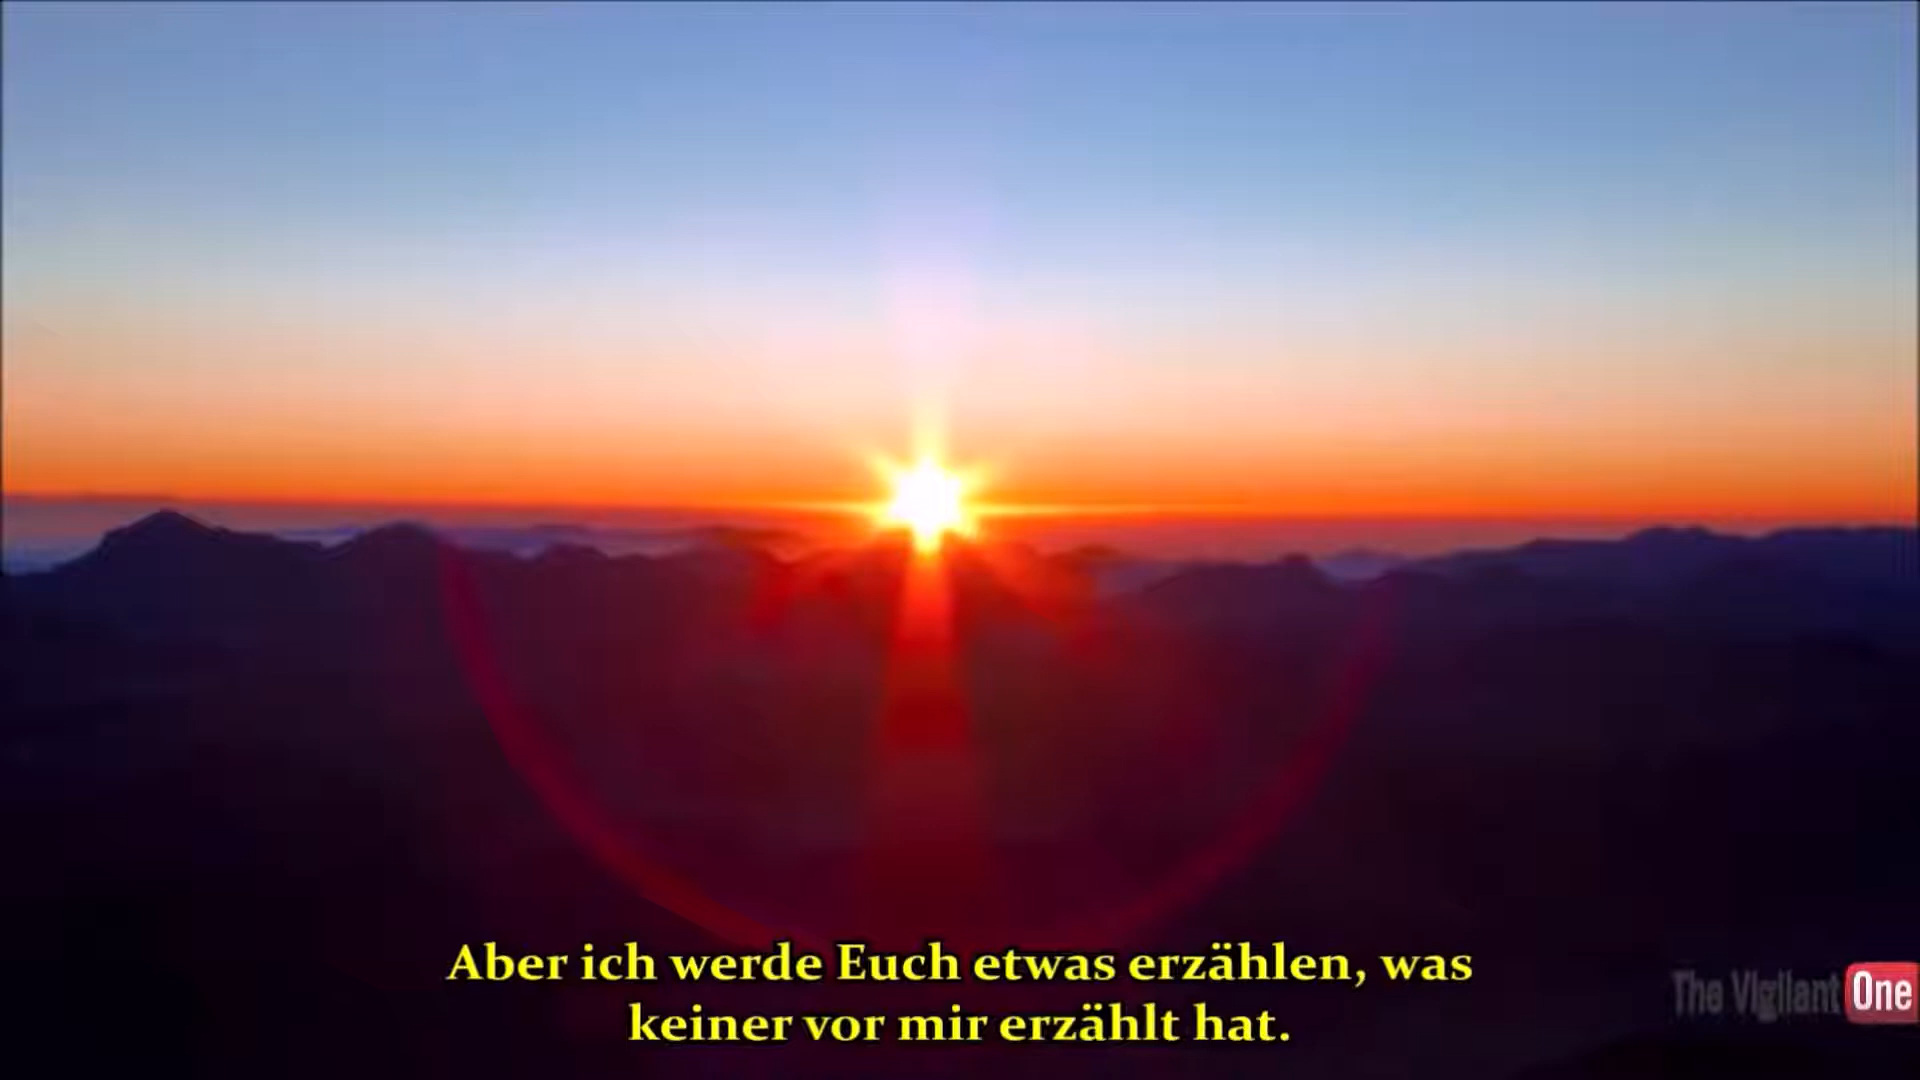 Aber ich werde Euch etwas erzählen, was
keiner vor mir erzählt hat.
The Vigilant One